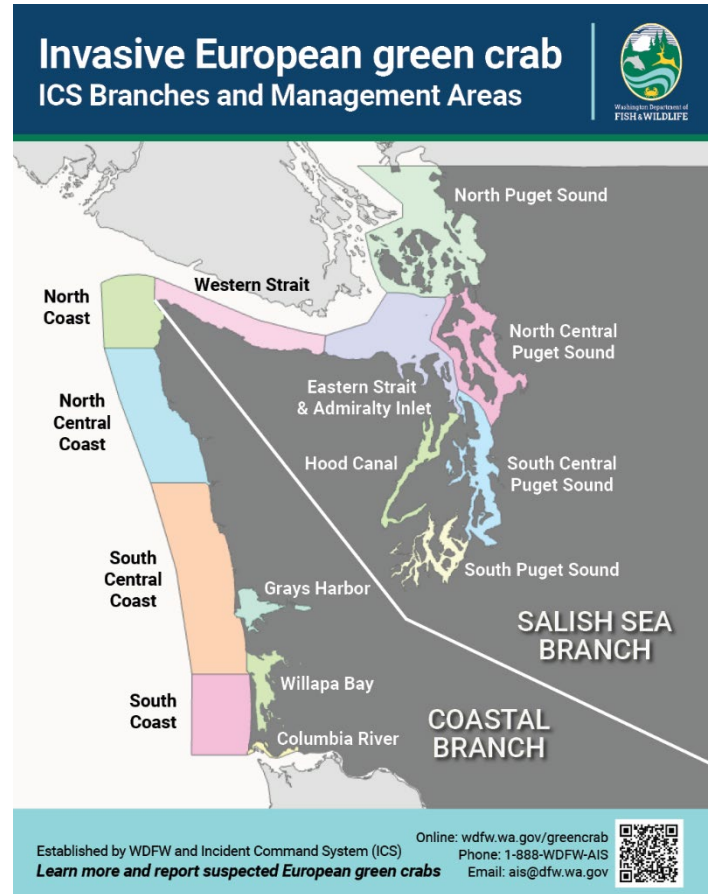 Invasive European green crab
ICS Branches and Management Areas
Washington Department of
FISH & WILDLIFE
North Puget Sound
Western Strait
North
Coast
North Central
Puget Sound
North
Central
Coast
Eastern Strait
& Admiralty Inlet
Hood Canal
South Central
Puget Sound
South
Central
Coast
South Puget Sound
Grays Harbor
SALISH SEA
BRANCH
Willapa Bay
South
Coast
COASTAL
BRANCH
Columbia River
Established by WDFW and Incident Command System (ICS)
Learn more and report suspected European green crabs
Online: wdfw.wa.gov/greencrab
Phone: 1-888-WDFW-AIS
Email: ais@dfw.wa.gov